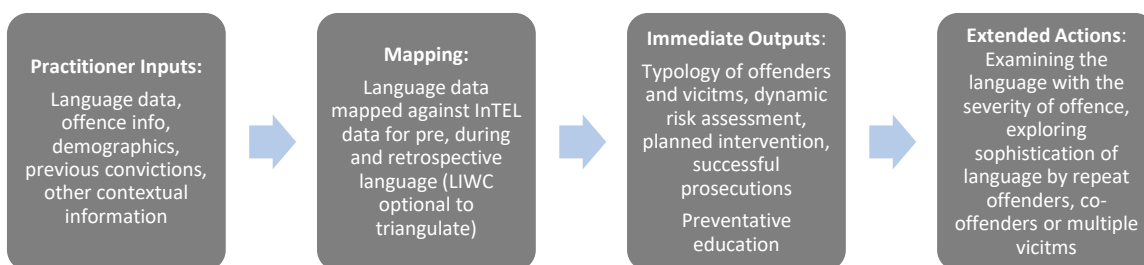 Practitioner Inputs:
Language data,
offence info,
demographics,
previous convictions,
other contextual
information
Mapping:
Language data
mapped against InTEL
data for pre, during
and retrospective
language (LIWC
optional to
triangulate)
Immediate Outputs:
Typology of offenders
and vicitms, dynamic
risk assessment,
planned intervention,
successful
prosecutions
Preventative
education
Extended Actions:
Examining the
language with the
severity of offence,
exploring
sophistication of
language by repeat
offenders, co-
offenders or multiple
vicitms